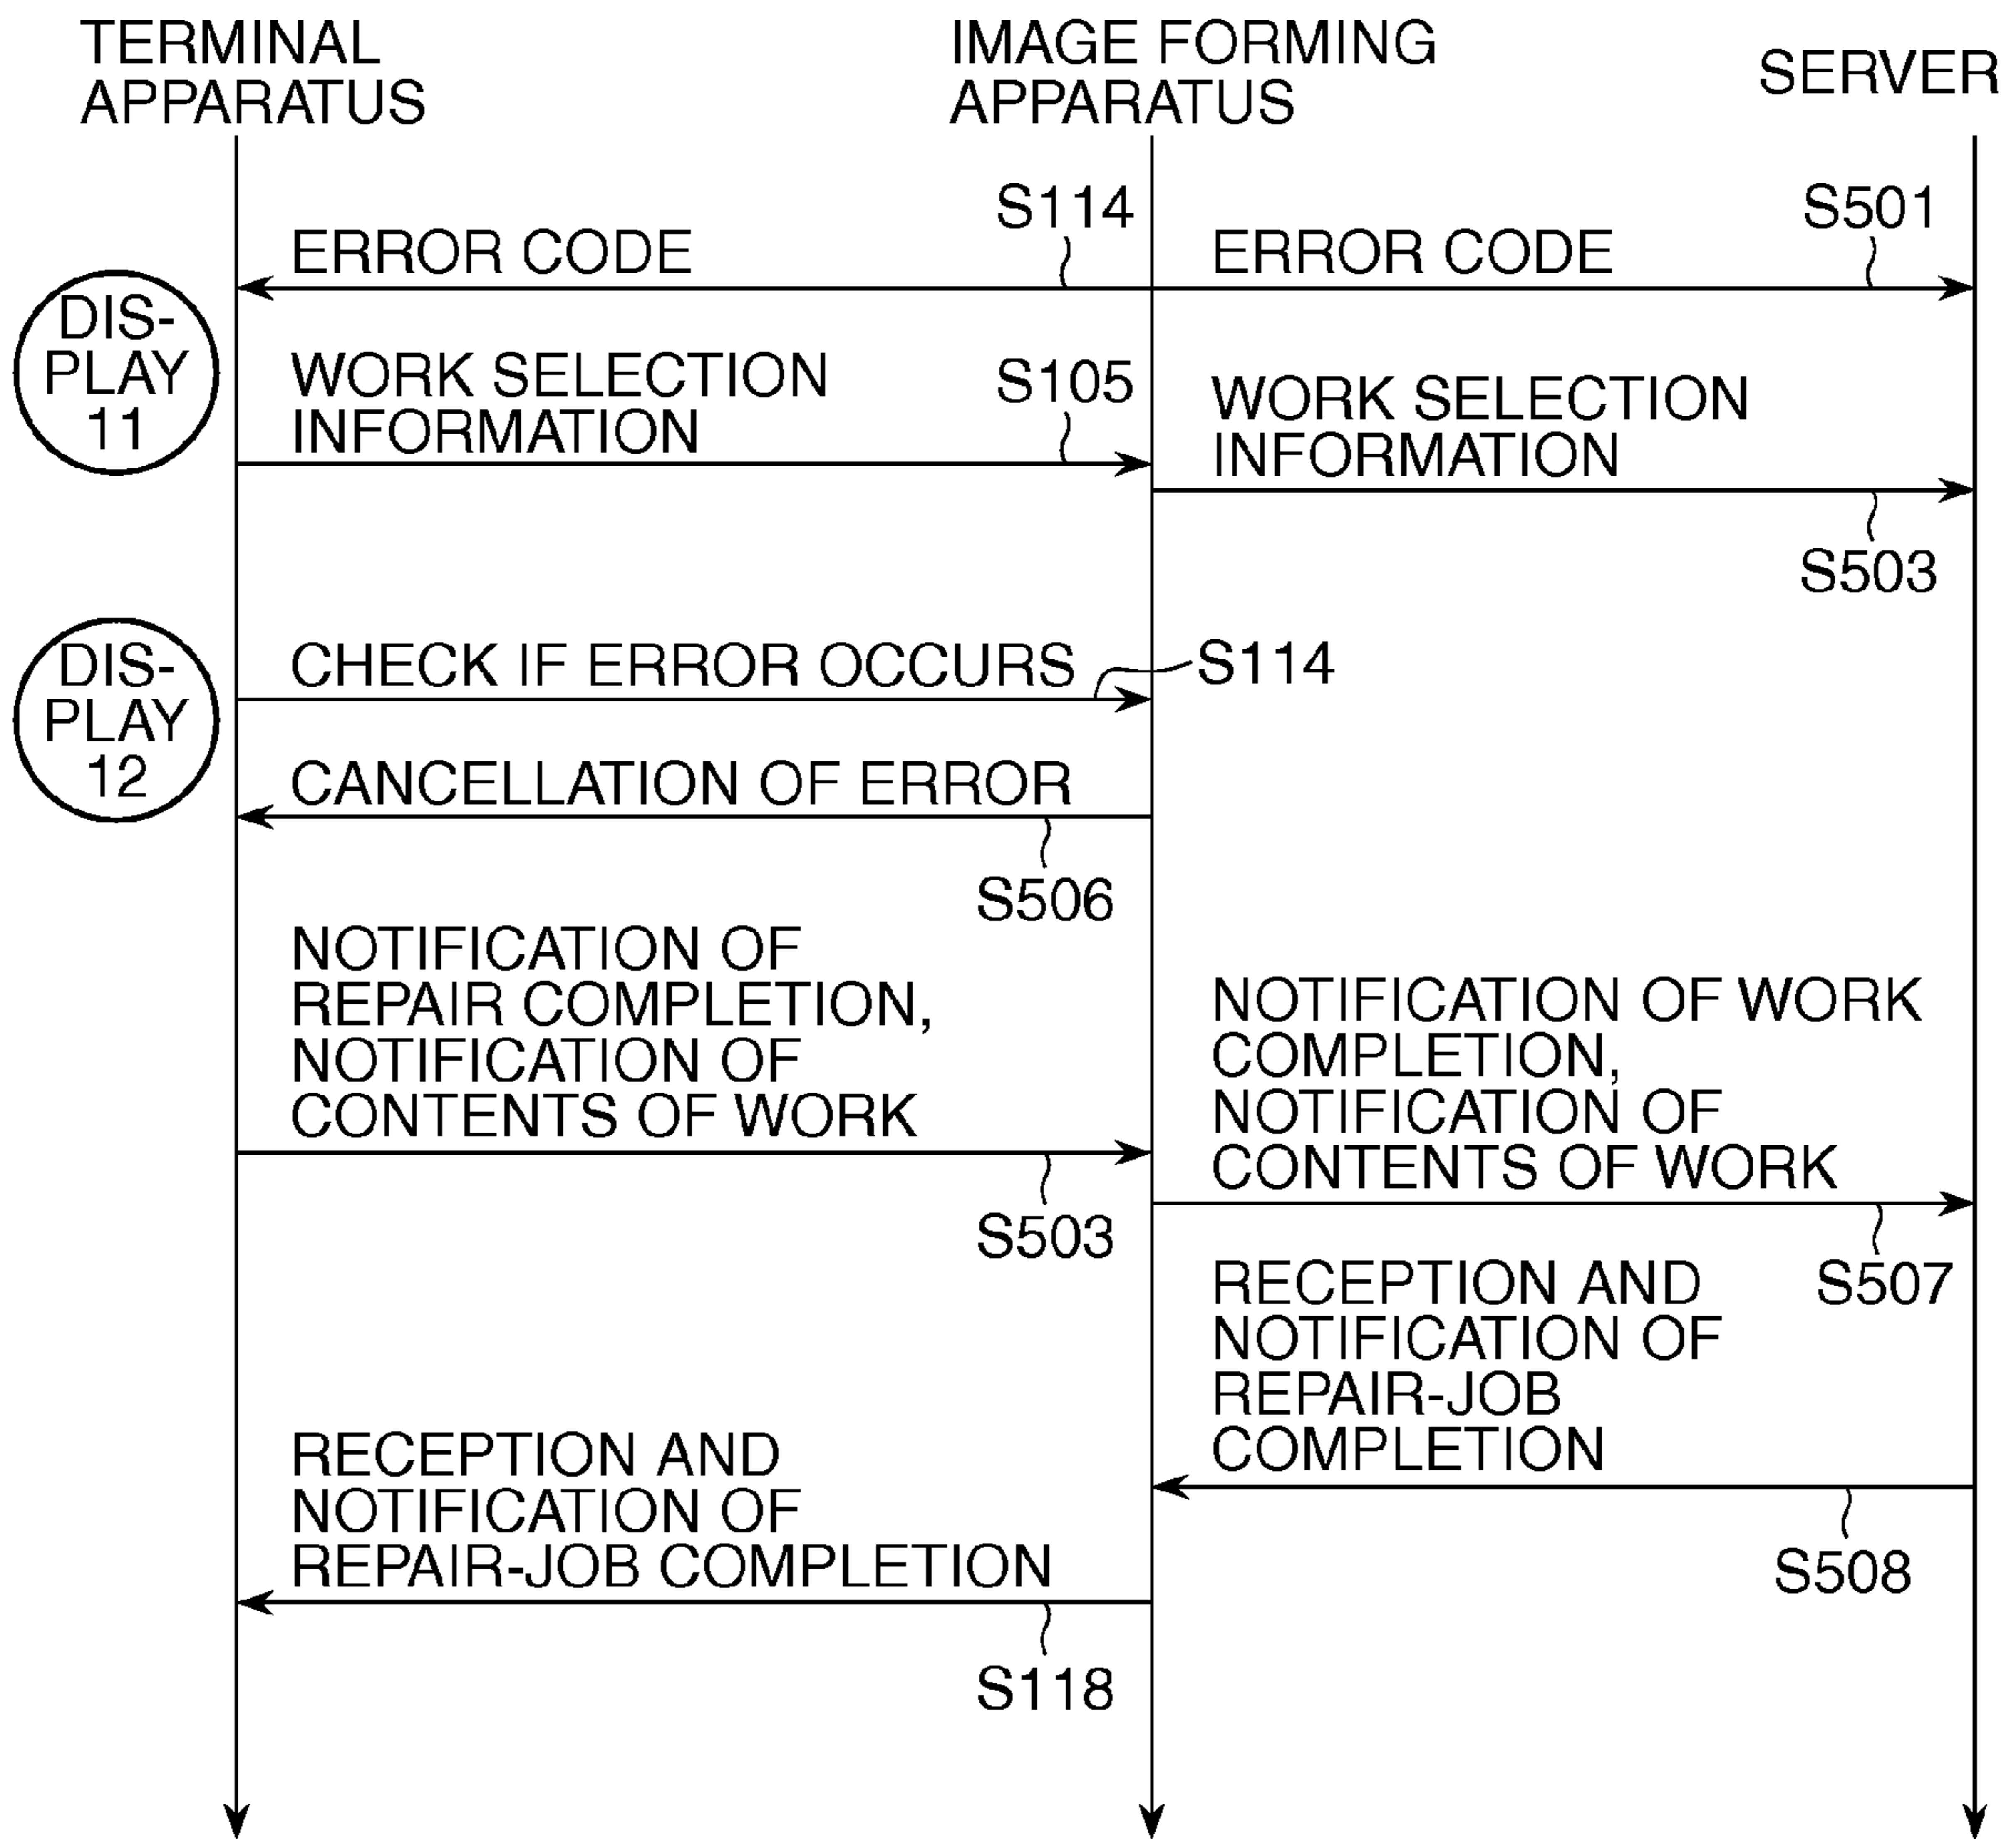 TERMINAL
APPARATUS
IMAGE FORMING
APPARATUS
SERVER
S114
S501
ERROR CODE
ERROR CODE
DIS-
PLAY
11
WORK SELECTION
INFORMATION
S105
WORK SELECTION
INFORMATION
S503
DIS-
PLAY
12
CHECK IF ERROR OCCURS
S114
CANCELLATION OF ERROR
S506
NOTIFICATION OF
REPAIR COMPLETION,
NOTIFICATION OF
CONTENTS OF WORK
S503
NOTIFICATION OF WORK
COMPLETION,
NOTIFICATION OF
CONTENTS OF WORK
S507
RECEPTION AND
NOTIFICATION OF
REPAIR-JOB
COMPLETION
S508
RECEPTION AND
NOTIFICATION OF
REPAIR-JOB COMPLETION
S118